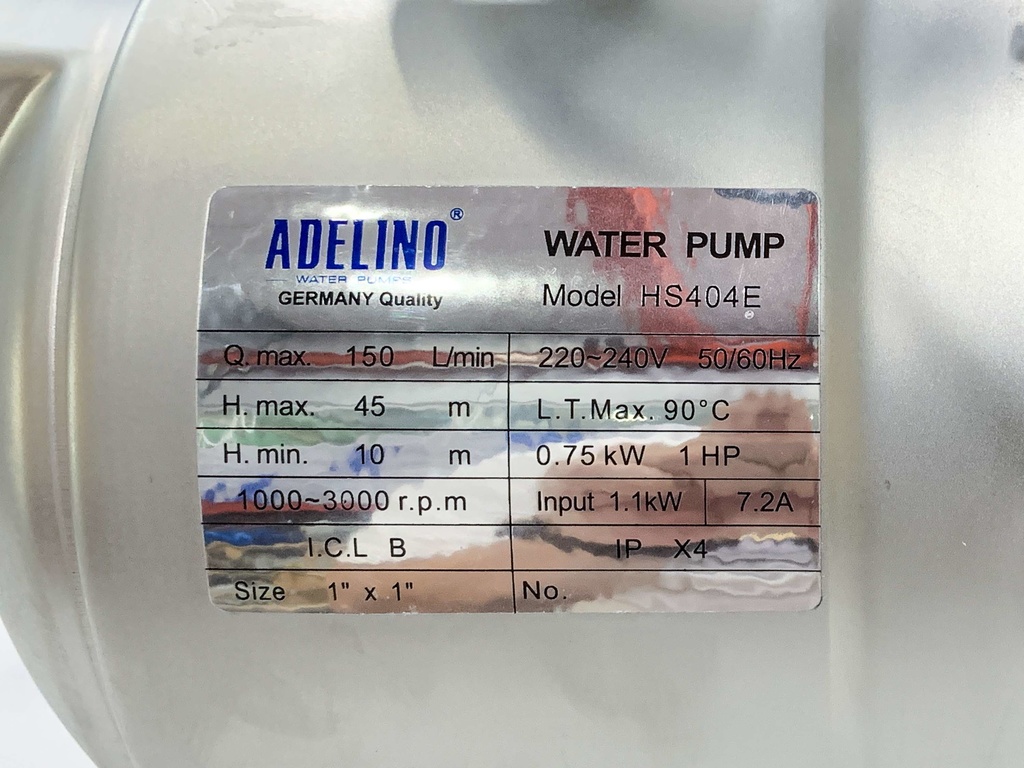 ADELINO®
WATER PUMPS
GERMANY Quality
WATER PUMP
Model HS404E
Q. max. 150 L/min 220~240V 50/60Hz
H. max. 45 m L.T.Max. 90°C
H. min. 10 m 0.75 kW 1 HP
1000~3000 r.p.m Input 1.1kW 7.2A
I.C.L B IP X4
Size 1" x 1" No.